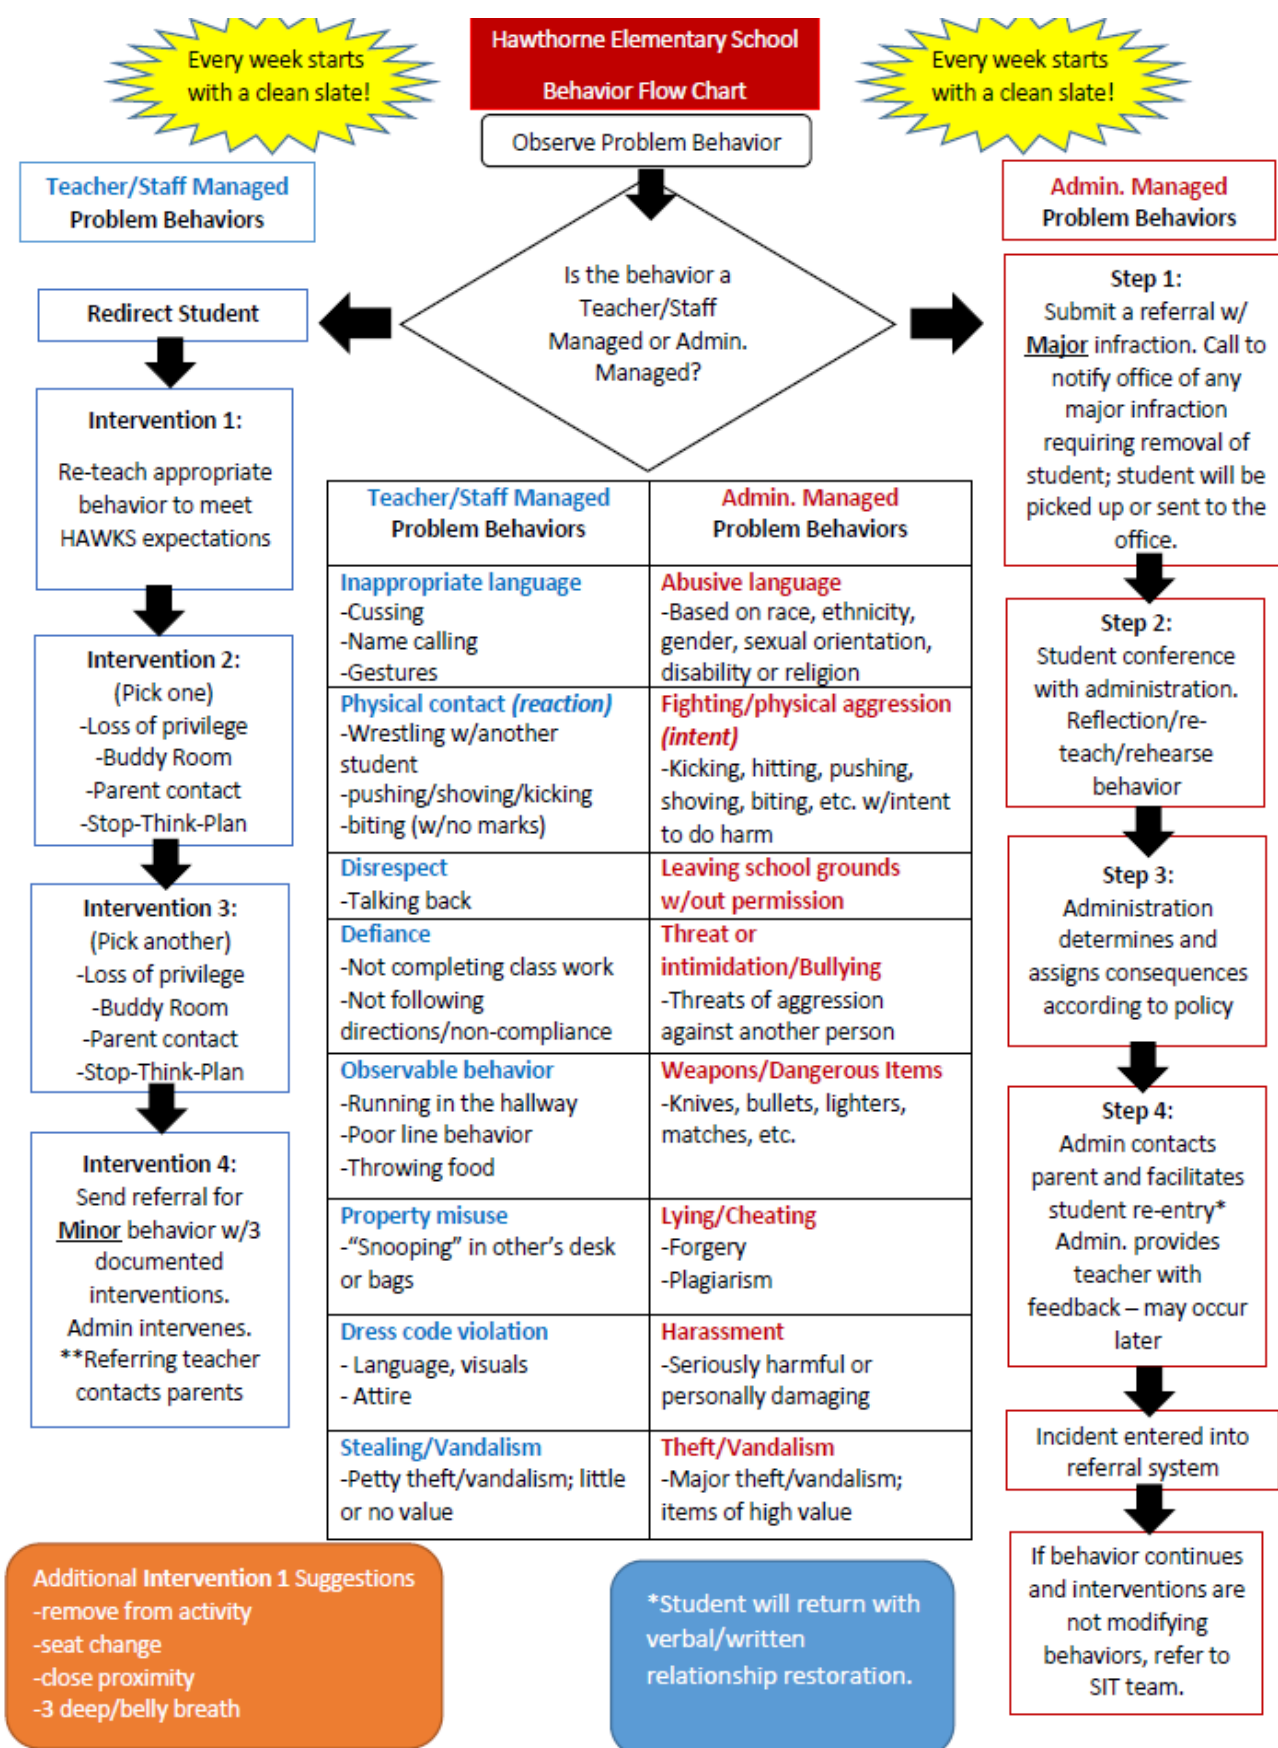 Every week starts
with a clean slate!
Hawthorne Elementary School
Behavior Flow Chart
Every week starts
with a clean slate!
Observe Problem Behavior
Teacher/Staff Managed
Problem Behaviors
Admin. Managed
Problem Behaviors
Is the behavior a
Teacher/Staff
Managed or Admin.
Managed?
Redirect Student
Intervention 1:
Re-teach appropriate
behavior to meet
HAWKS expectations
Intervention 2:
(Pick one)
-Loss of privilege
-Buddy Room
-Parent contact
-Stop-Think-Plan
Intervention 3:
(Pick another)
-Loss of privilege
-Buddy Room
-Parent contact
-Stop-Think-Plan
Intervention 4:
Send referral for
Minor behavior w/3
documented
interventions.
Admin intervenes.
**Referring teacher
contacts parents
Teacher/Staff Managed
Problem Behaviors
Admin. Managed
Problem Behaviors
Inappropriate language
-Cussing
-Name calling
-Gestures
Abusive language
-Based on race, ethnicity,
gender, sexual orientation,
disability or religion
Physical contact (reaction)
-Wrestling w/another
student
-pushing/shoving/kicking
-biting (w/no marks)
Fighting/physical aggression
(intent)
-Kicking, hitting, pushing,
shoving, biting, etc. w/intent
to do harm
Disrespect
-Talking back
Leaving school grounds
w/out permission
Defiance
-Not completing class work
-Not following
directions/non-compliance
Threat or
intimidation/Bullying
-Threats of aggression
against another person
Observable behavior
-Running in the hallway
-Poor line behavior
-Throwing food
Weapons/Dangerous Items
-Knives, bullets, lighters,
matches, etc.
Property misuse
-“Snooping” in other’s desk
or bags
Lying/Cheating
-Forgery
-Plagiarism
Dress code violation
- Language, visuals
- Attire
Harassment
-Seriously harmful or
personally damaging
Stealing/Vandalism
-Petty theft/vandalism; little
or no value
Theft/Vandalism
-Major theft/vandalism;
items of high value
Step 1:
Submit a referral w/
Major infraction. Call to
notify office of any
major infraction
requiring removal of
student; student will be
picked up or sent to the
office.
Step 2:
Student conference
with administration.
Reflection/re-
teach/rehearse
behavior
Step 3:
Administration
determines and
assigns consequences
according to policy
Step 4:
Admin contacts
parent and facilitates
student re-entry*
Admin. provides
teacher with
feedback – may occur
later
Incident entered into
referral system
If behavior continues
and interventions are
not modifying
behaviors, refer to
SIT team.
Additional Intervention 1 Suggestions
-remove from activity
-seat change
-close proximity
-3 deep/belly breath
*Student will return with
verbal/written
relationship restoration.